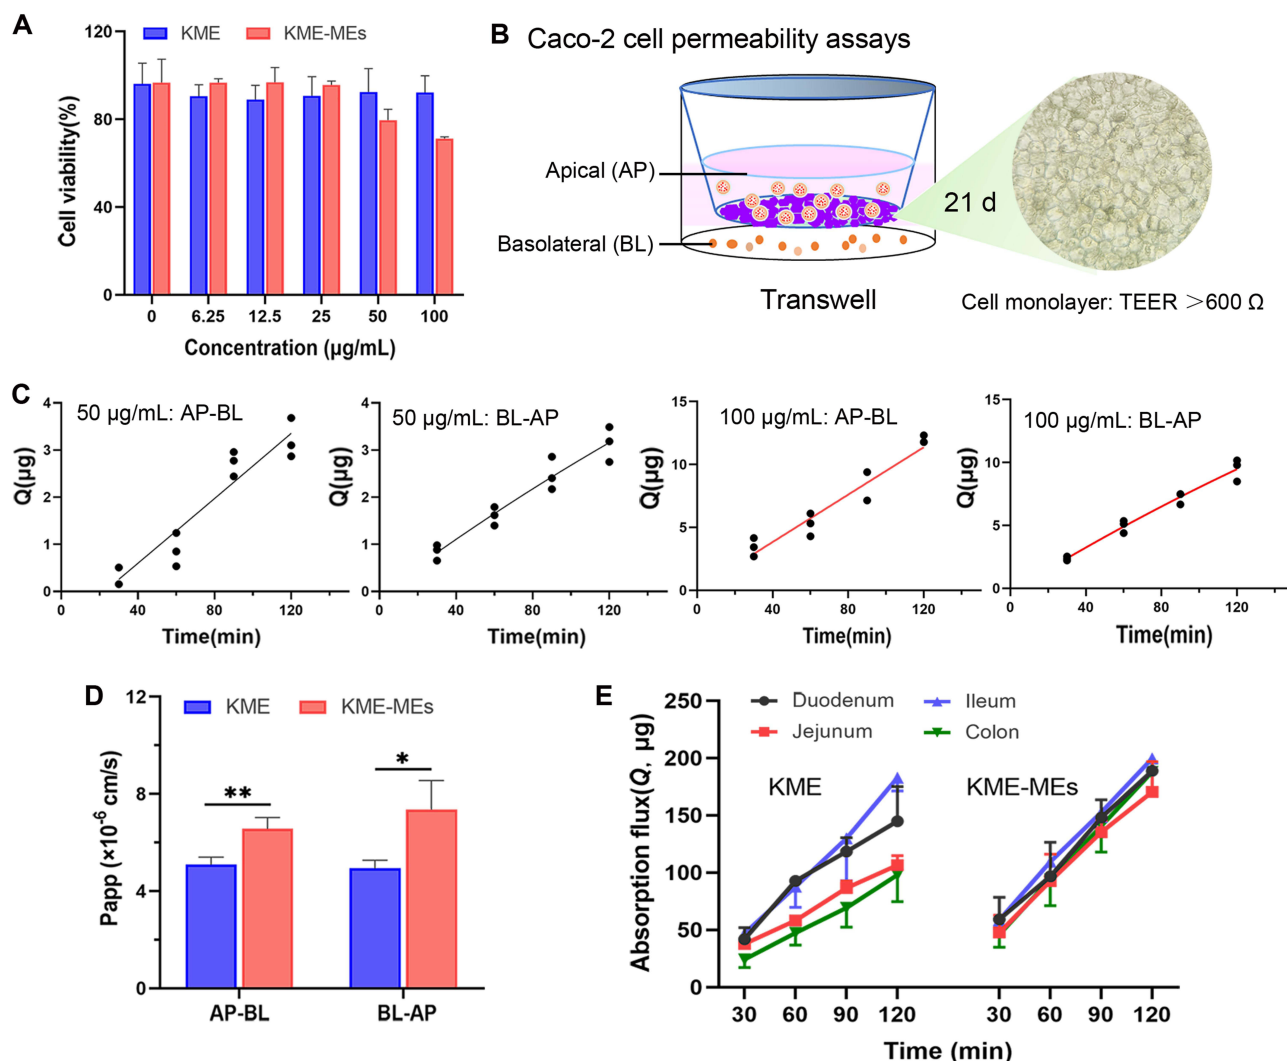 A
KME
KME-MEs
Cell viability(%)
120
80
40
0
0
6.25
12.5
25
50
100
Concentration (µg/mL)
B
Caco-2 cell permeability assays
Apical (AP)
Basolateral (BL)
21 d
Transwell
Cell monolayer: TEER >600 Ω
C
50 µg/mL: AP-BL
Q(µg)
4
3
2
1
0
0
40
80
120
Time(min)
50 µg/mL: BL-AP
Q(µg)
4
3
2
1
0
0
40
80
120
Time(min)
100 µg/mL: AP-BL
Q(µg)
15
10
5
0
0
40
80
120
Time(min)
100 µg/mL: BL-AP
Q(µg)
15
10
5
0
0
40
80
120
Time(min)
D
KME
KME-MEs
Papp (×10⁻⁶ cm/s)
12
8
4
0
**
*
AP-BL
BL-AP
E
Duodenum
Jejunum
Ileum
Colon
KME
KME-MEs
Absorption flux(Q, µg)
250
200
150
100
50
0
30
60
90
120
30
60
90
120
Time (min)